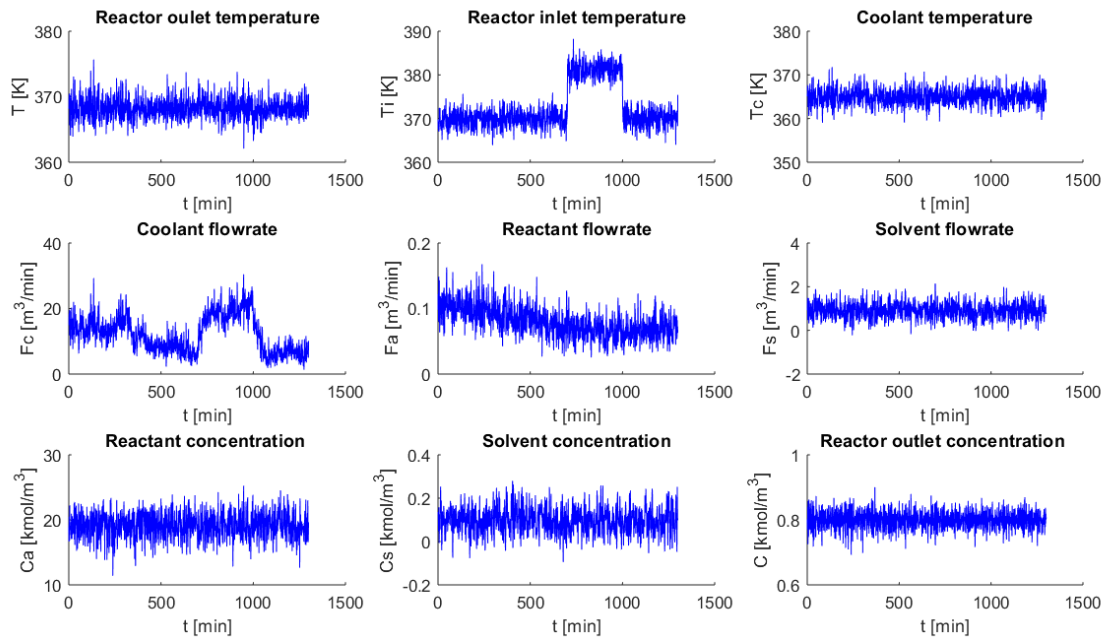 Reactor oulet temperature
380
370
360
T [K]
0 500 1000 1500
t [min]
Reactor inlet temperature
390
380
370
360
Ti [K]
0 500 1000 1500
t [min]
Coolant temperature
380
370
360
350
Tc [K]
0 500 1000 1500
t [min]
Coolant flowrate
40
20
0
Fc [m³/min]
0 500 1000 1500
t [min]
Reactant flowrate
0.2
0.1
0
Fa [m³/min]
0 500 1000 1500
t [min]
Solvent flowrate
4
2
0
-2
Fs [m³/min]
0 500 1000 1500
t [min]
Reactant concentration
30
20
10
Ca [kmol/m³]
0 500 1000 1500
t [min]
Solvent concentration
0.4
0.2
0
-0.2
Cs [kmol/m³]
0 500 1000 1500
t [min]
Reactor outlet concentration
1
0.8
0.6
C [kmol/m³]
0 500 1000 1500
t [min]